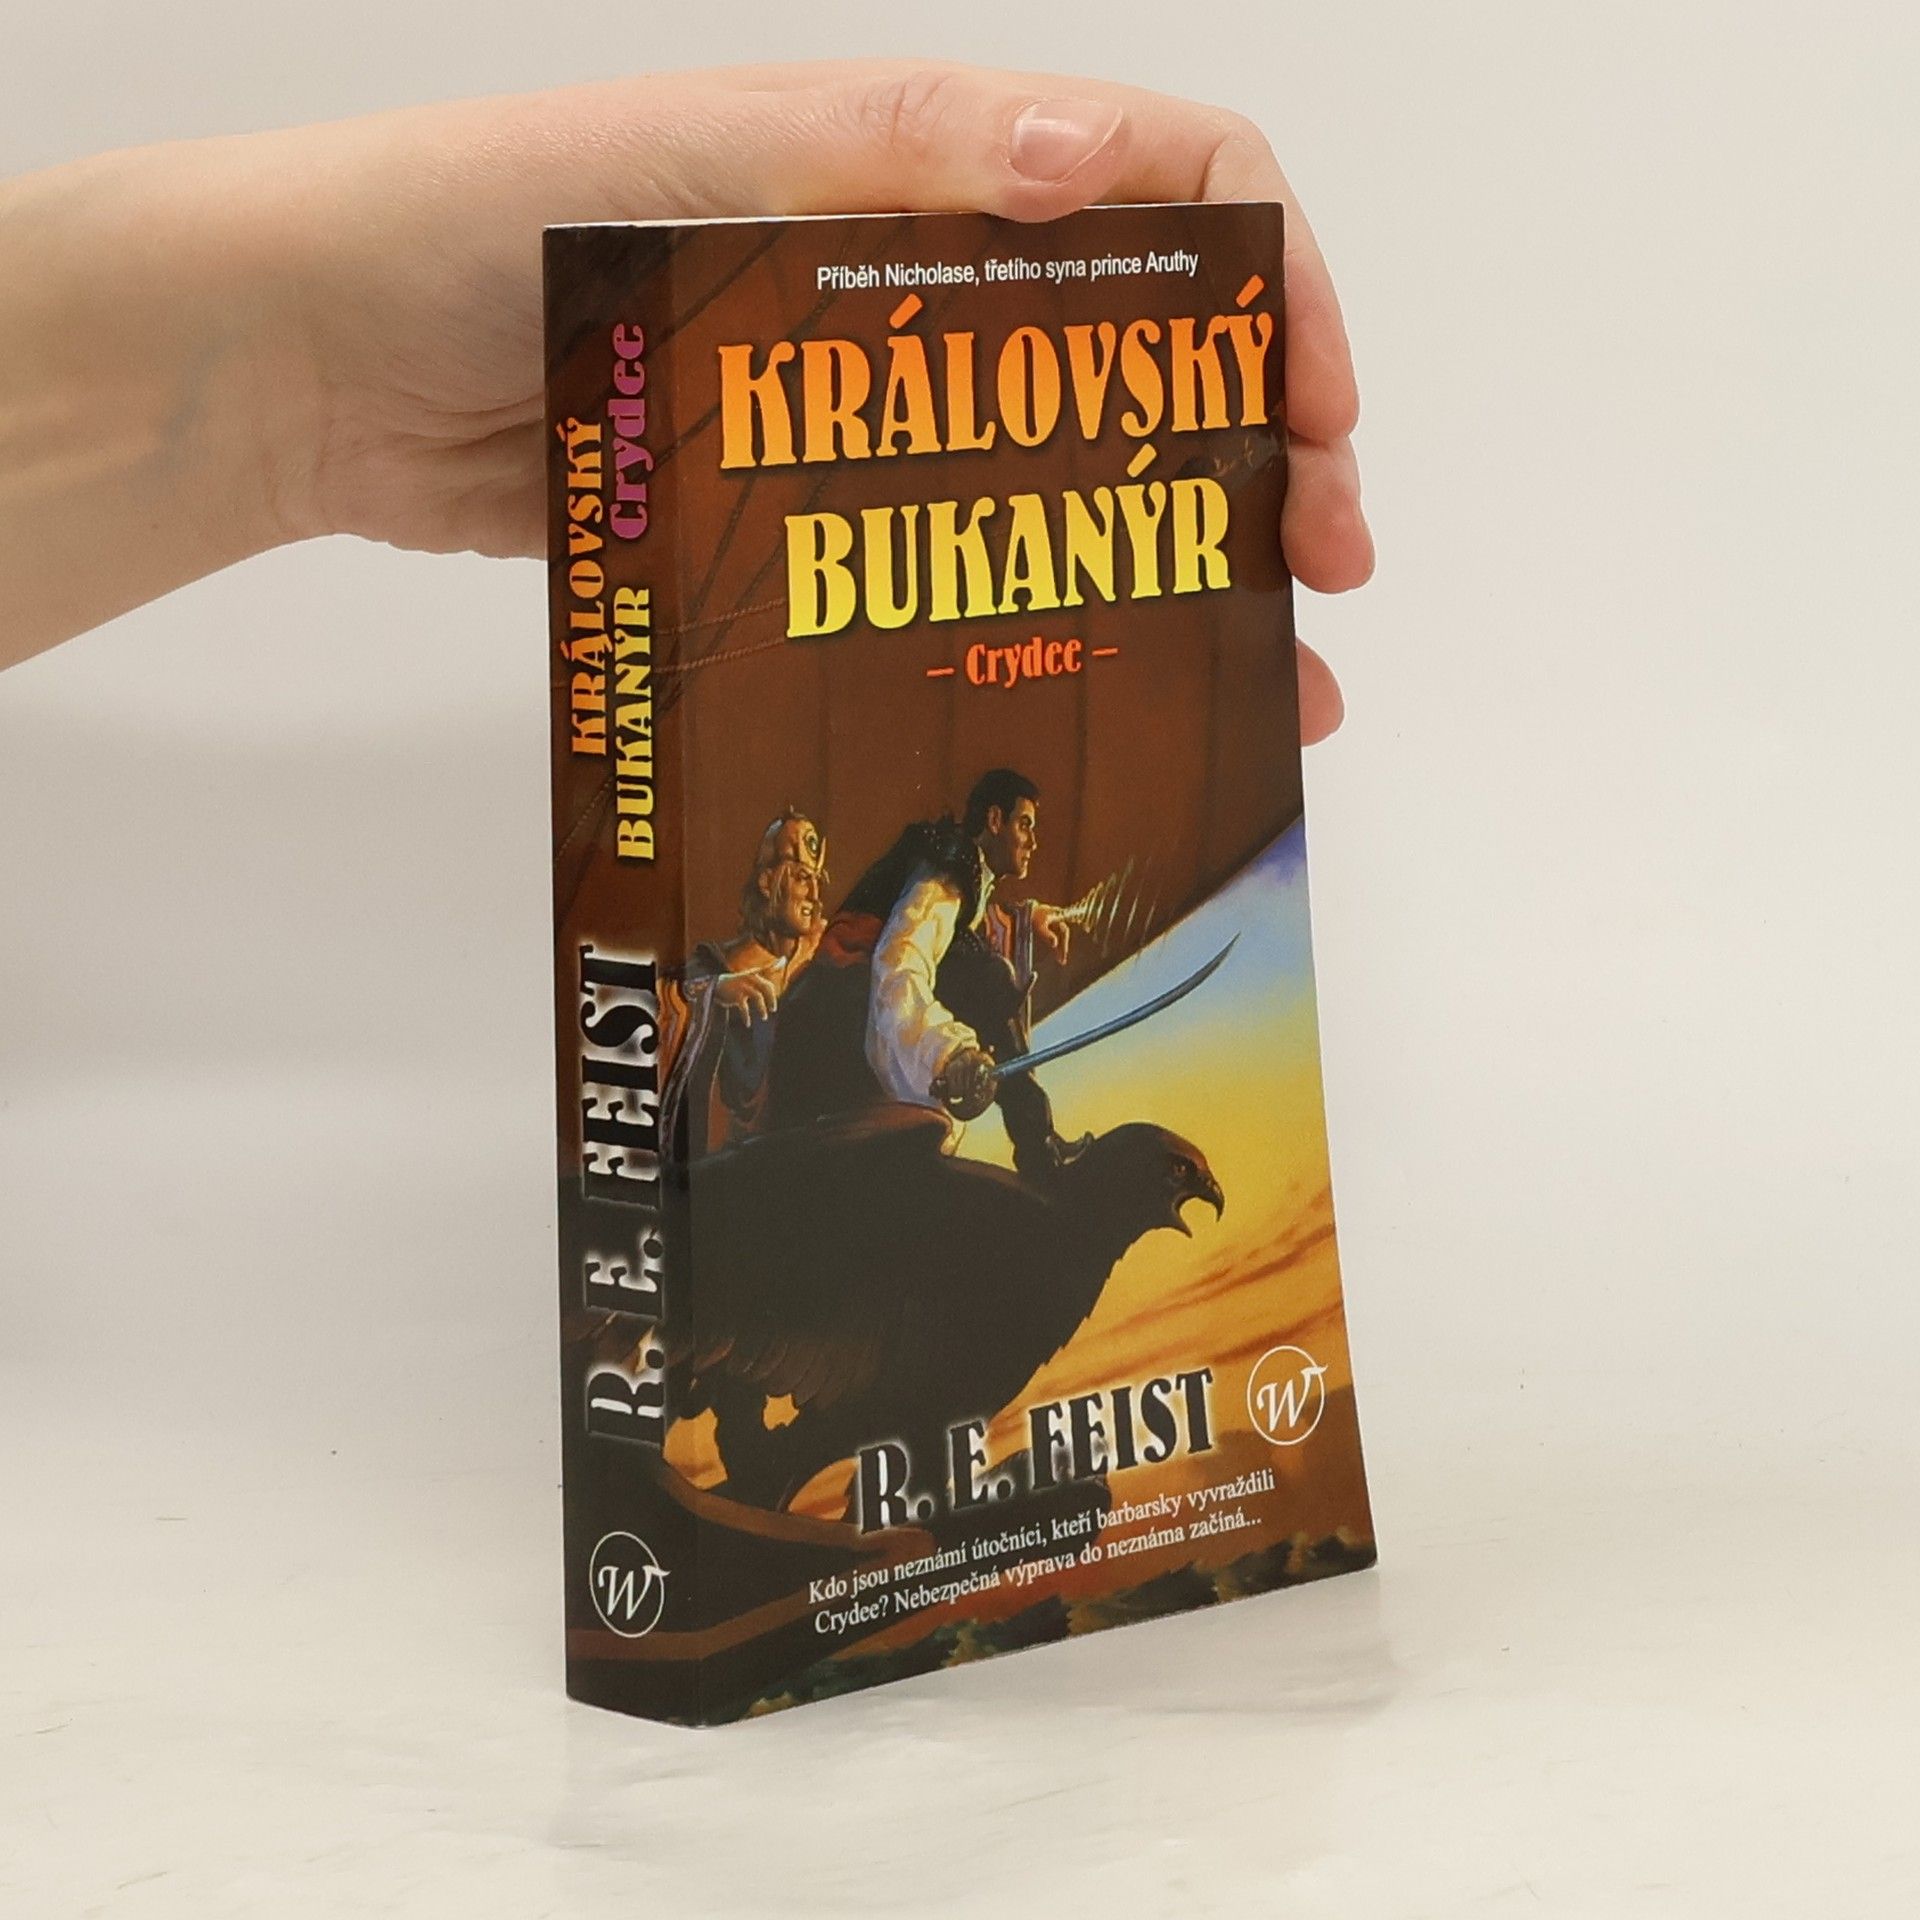 Příběh Nicholase, třetího syna prince Aruthy
KRÁLOVSKÝ
BUKANÝR
– Crydee –
R. E. FEIST
W
Kdo jsou neznámí útočníci, kteří barbarsky vyvraždili
Crydee? Nebezpečná výprava do neznáma začíná...
KRÁLOVSKÝ
BUKANÝR Crydee
R. E. FEIST
W